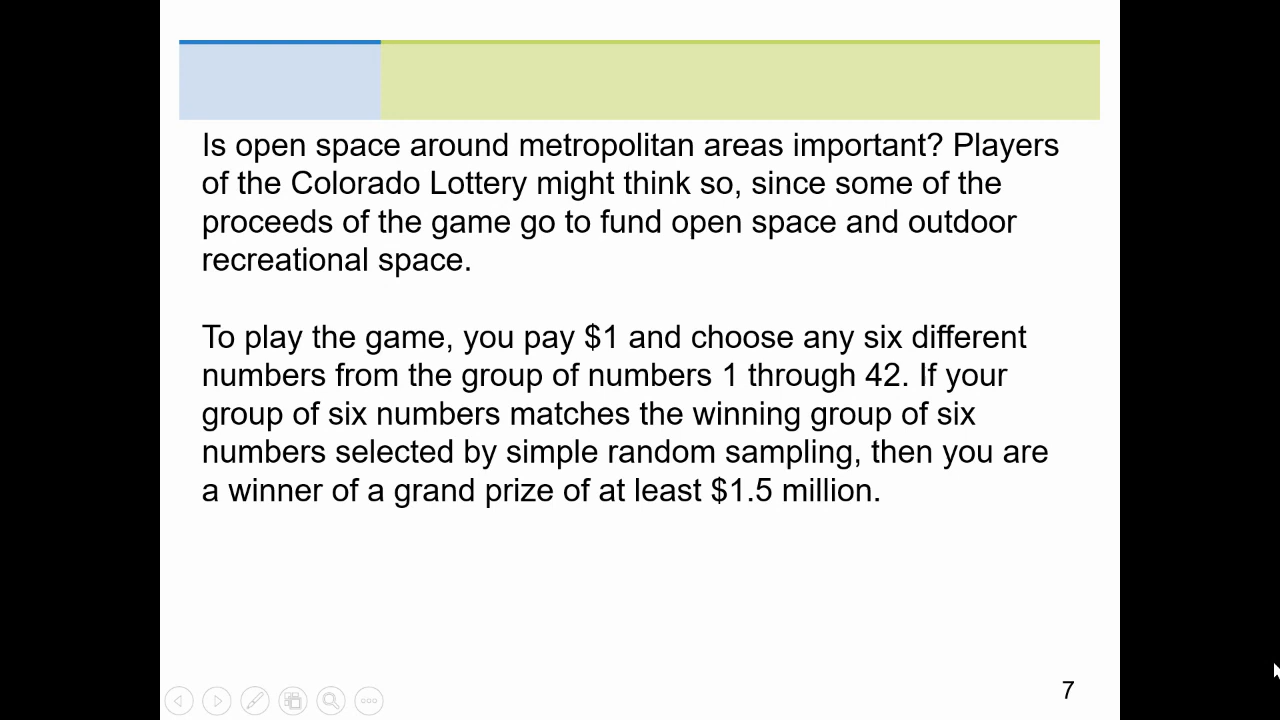 Is open space around metropolitan areas important? Players
of the Colorado Lottery might think so, since some of the
proceeds of the game go to fund open space and outdoor
recreational space.
To play the game, you pay $1 and choose any six different
numbers from the group of numbers 1 through 42. If your
group of six numbers matches the winning group of six
numbers selected by simple random sampling, then you are
a winner of a grand prize of at least $1.5 million.
7